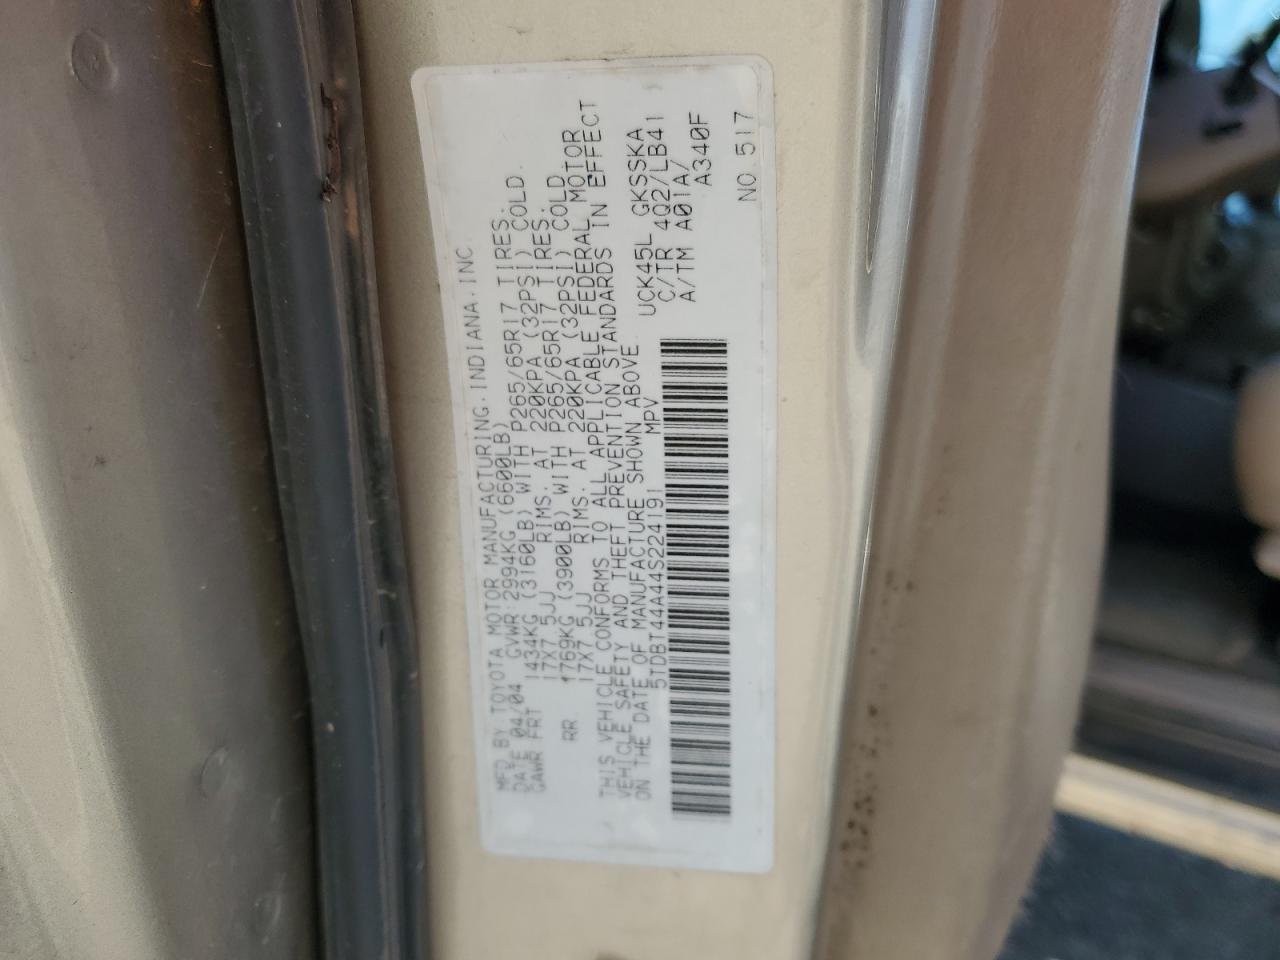 MFD BY TOYOTA MOTOR MANUFACTURING. INDIANA. INC.
DATE 04/04 GVWR:2994KG (6600LB)
GAWR FRT 1434KG (3160LB) WITH P265/65R17 TIRES.
17X7.5JJ RIMS. AT 220KPA (32PSI) COLD
RR 1769KG (3900LB) WITH P265/65R17 TIRES.
17X7.5JJ RIMS. AT 220KPA (32PSI) COLD
THIS VEHICLE CONFORMS TO ALL APPLICABLE FEDERAL MOTOR
VEHICLE SAFETY AND THEFT PREVENTION STANDARDS IN EFFECT
ON THE DATE OF MANUFACTURE SHOWN ABOVE
5TDBT44A44S224191 MPV
UCK45L GKSSKA
C/TR 4Q2/LB41
A/TM A01A/
A340F
NO.517